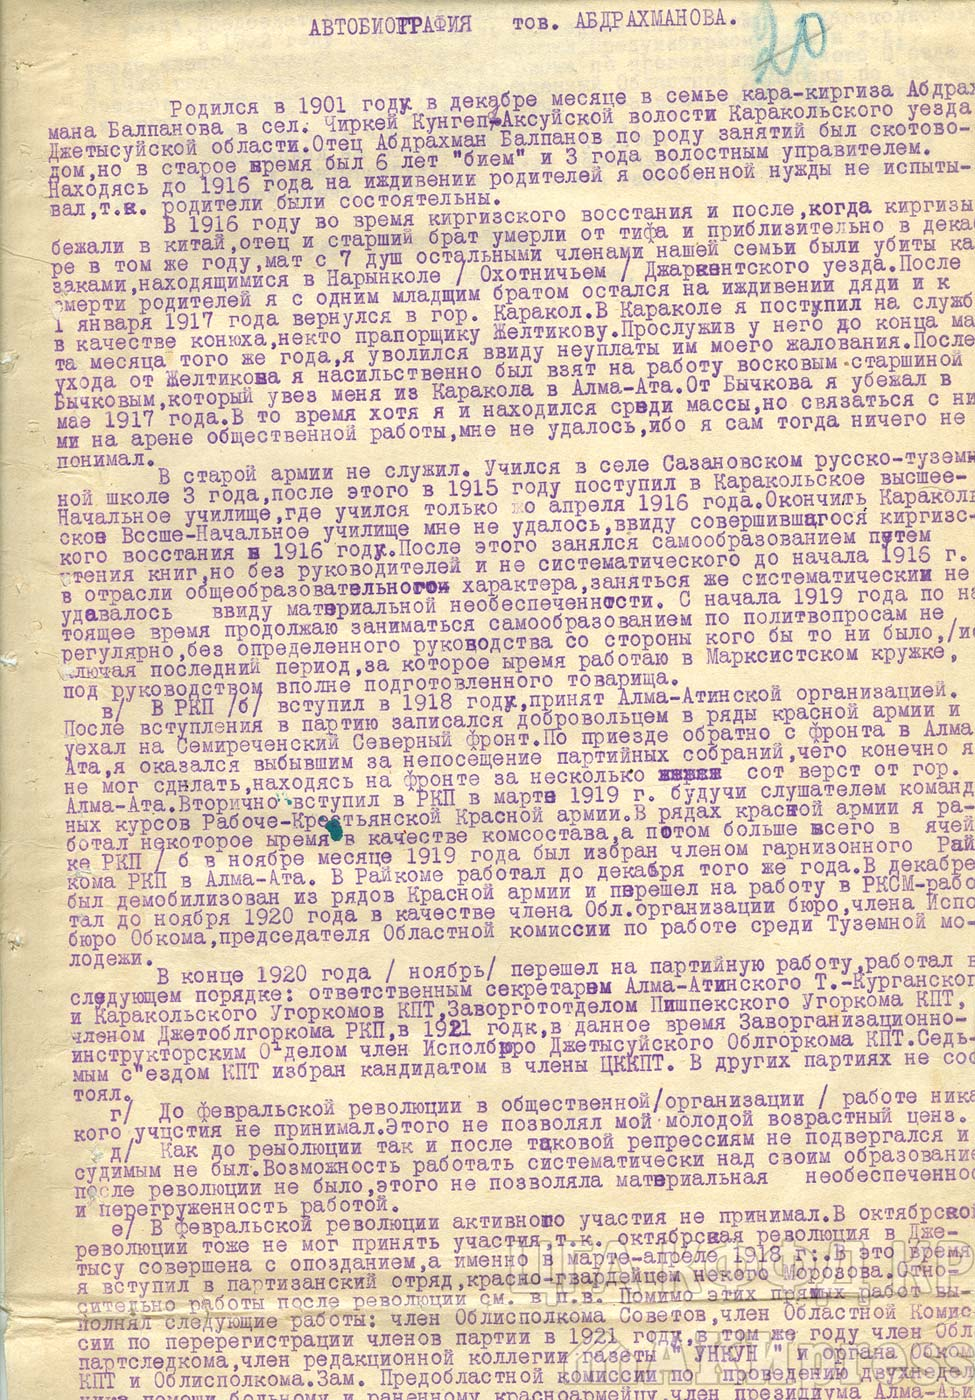 АВТОБИОГРАФИЯ тов. АБДРАХМАНОВА.
20
Родился в 1901 году в декабре месяце в семье кара-киргиза Абдрах
мана Балпанова в сел. Чиркей Кунгей-Аксуйской волости Каракольского уезда
Джетысуйской области.Отец Абдрахман Балпанов по роду занятий был скотово-
дом,но в старое время был 6 лет "бием" и 3 года волостным управителем.
Находясь до 1916 года на иждивении родителей я особенной нужды не испыты-
вал,т.к. родители были состоятельны.
В 1916 году во время киргизского восстания и после,когда киргизы
бежали в китай,отец и старший брат умерли от тифа и приблизительно в декаб
ре в том же году,мат с 7 душ остальными членами нашей семьи были убиты ка-
заками,находящимися в Нарынколе / Охотничьем / Джаркентского уезда.После
смерти родителей я с одним младщим братом остался на иждивении дяди и к
1 января 1917 года вернулся в гор. Каракол.В Караколе я поступил на служб
в качестве конюха,некто прапорщику Желтикову.Прослужив у него до конца ма
та месяца того же года,я уволился ввиду неуплаты им моего жалования.После
ухода от Желтикова я насильственно был взят на работу восковым старшиной
Бычковым,который увез меня из Каракола в Алма-Ата.От Бычкова я убежал в
мае 1917 года.В то время хотя я и находился среди массы,но связаться с ни
ми на арене общественной работы,мне не удалось,ибо я сам тогда ничего не
понимал.
В старой армии не служил. Учился в селе Сазановском русско-туземн
ной школе 3 года,после этого в 1915 году поступил в Каракольское высшее-
Начальное училище,где учился только до апреля 1916 года.Окончить Караколь
ское Вссше-Начальное училище мне не удалось,ввиду совершившагося киргизс-
кого восстания в 1916 году.После этого занялся самообразованием путем
чтения книг,но без руководителей и не систематического до начала 1916 г.
в отрасли общеобразовательного характера,заняться же систематически не
удавалось ввиду материальной необеспеченности. С начала 1919 года по на
тоящее время продолжаю заниматься самообразованием по политвопросам не
регулярно,без определенного руководства со стороны кого бы то ни было,/ис
ключая последний период,за которое ыремя работаю в Марксистском кружке,
под руководством вполне подготовленного товарища.
в/ В РКП /б/ вступил в 1918 году,принят Алма-Атинской организацией.
После вступления в партию записался добровольцем в ряды красной армии и
уехал на Семиреченский Северный фронт.По приезде обратно с фронта в Алма
Ата,я оказался выбывшим за непосещение партийных собраний,чего конечно я
не мог сдлать,находясь на фронте за несколько сот верст от гор.
Алма-Ата.Вторично вступил в РКП в марте 1919 г. будучи слушателем команд
ных курсов Рабоче-Крестьянской Красной армии.В рядах красной армии я ра-
ботал некоторое ыремя в качестве комсостава,а потом больше всего в ячей
ке РКП / б в ноябре месяце 1919 года был избран членом гарнизонного Рай
кома РКП в Алма-Ата. В Райкоме работал до декабря того же года.В декабре
был демобилизован из рядов Красной армии и перешел на работу в РКСМ-рабо
тал до ноября 1920 года в качестве члена Обл.организации бюро,члена Испо
бюро Обкома,председателя Областной комиссии по работе среди Туземной мо-
лодежи.
В конце 1920 года / ноябрь/ перешел на партийную работу,работал в
следующем порядке: ответственным секретарем Алма-Атинского Т.-Курганског
и Каракольского Угоркомов КПТ,Заворгототделом Пишпекского Угоркома КПТ,
членом Джетоблгоркома РКП,в 1921 годк,в данное время Заворганизационно-
инструкторским О-делом член Исполбюро Джетысуйского Облгоркома КПТ.Седь-
мым с"ездом КПТ избран кандидатом в члены ЦККПТ. В других партиях не сос
тоял.
г/ До февральской революции в общественной/организации / работе ника
кого учцстия не принимал.Этого не позволял мой молодой возрастный ценз.
д/ Как до революции так и после таковой репрессиям не подвергался и
судимым не был.Возможность работать систематически над своим образование
после революции не было,этого не позволяла материальная необеспеченнос
и перегруженность работой.
е/ В февральской революции активного участия не принимал.В октябрьской
революции тоже не мог принять участия,т.к. октябрьская революция в Дже-
тысу совершена с опозданием,а именно в марте-апреле 1918 г:.В это время
я вступил в партизанский отряд,красно-гвардейцем некоео Морозова.Отно-
сительно работы после революции см. в п.в. Помимо этих прямых работ вы-
полнял следующие работы: член Облисполкома Советов,член Областной Комис
сии по перерегистрации членов партии в 1921 году,в том же году член Обл
партследкома,член редакционной коллегии газеты " УНКУН " и органа Обко
КПТ и Облисполкома.Зам. Предобластной комиссии по проведению двухнедел
ника помощи больному и раненному красноармейцу,член президиума Алма-Ат